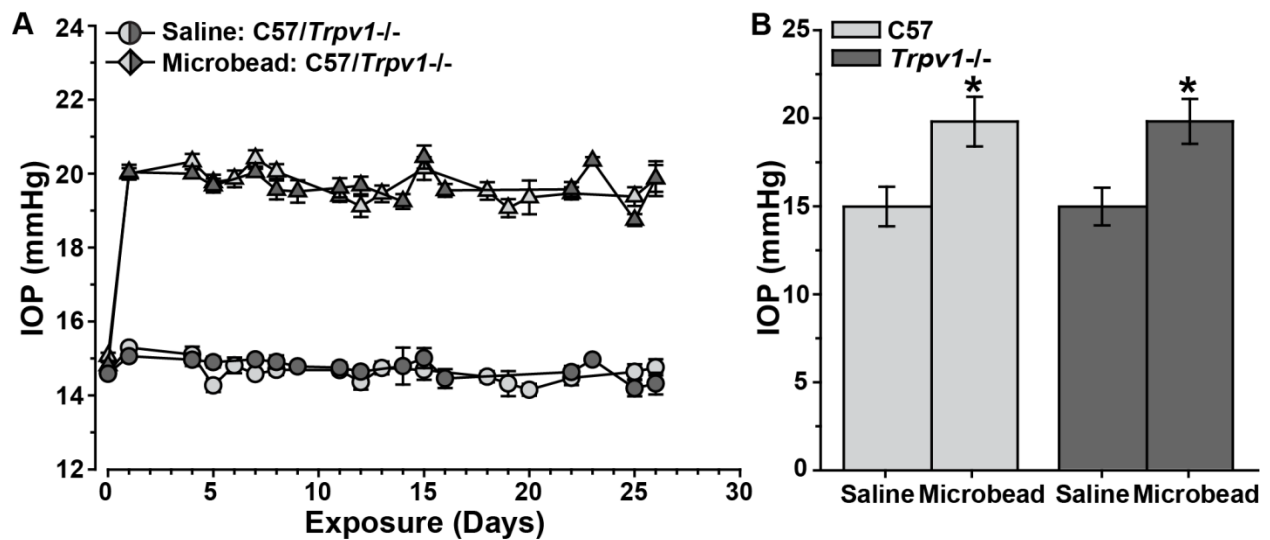 A
Saline: C57/Trpv1-/-
Microbead: C57/Trpv1-/-
IOP (mmHg)
24
22
20
18
16
14
12
0 5 10 15 20 25 30
Exposure (Days)
B
C57
Trpv1-/-
IOP (mmHg)
25
20
15
10
5
0
* *
Saline Microbead Saline Microbead